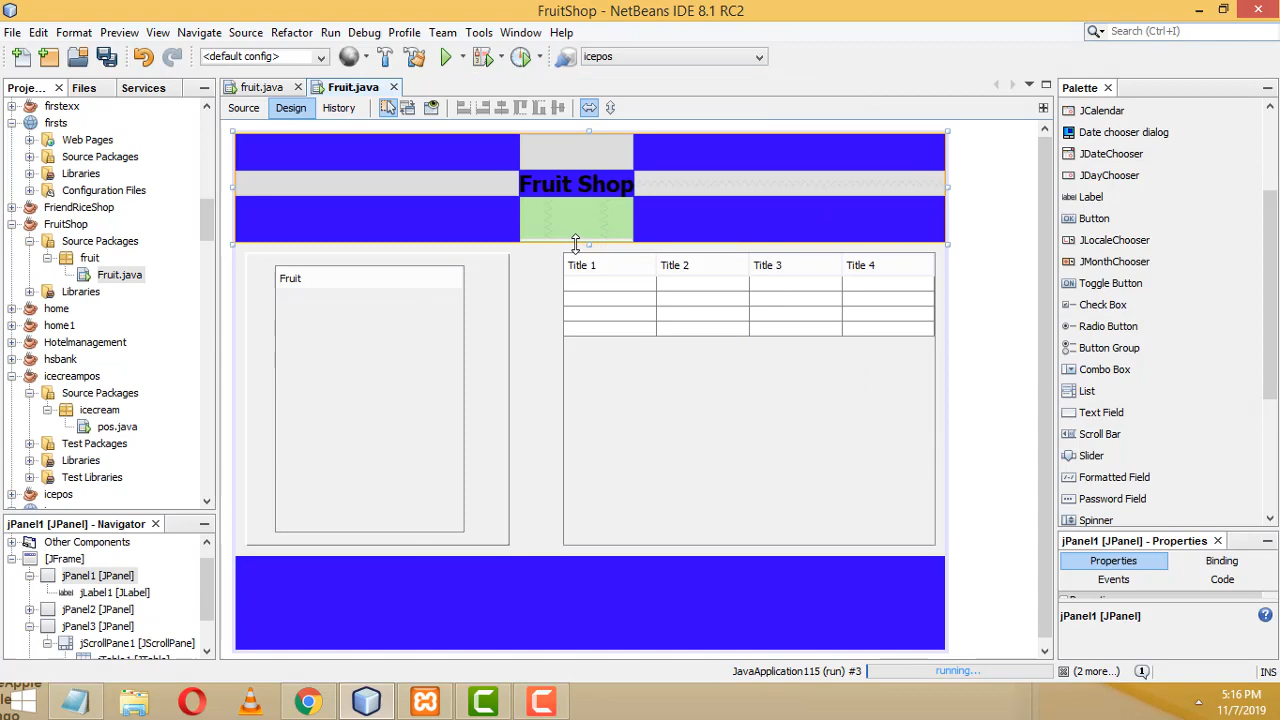 FruitShop - NetBeans IDE 8.1 RC2
File Edit Format Preview View Navigate Source Refactor Run Debug Profile Team Tools Window Help
Search (Ctrl+I)
<default config>
icepos
Proje... Files Services
fruit.java Fruit.java
Palette
Source Design History
firstexx
firsts
Web Pages
Source Packages
Libraries
Configuration Files
FriendRiceShop
FruitShop
Source Packages
fruit
Fruit.java
Libraries
home
home1
Hotelmanagement
hsbank
icecreampos
Source Packages
icecream
pos.java
Test Packages
Libraries
Test Libraries
icepos
jPanel1 [JPanel] - Navigator
Other Components
[JFrame]
jPanel1 [JPanel]
jLabel1 [JLabel]
jPanel2 [JPanel]
jPanel3 [JPanel]
jScrollPane1 [JScrollPane]
Fruit Shop
Fruit
Title 1 Title 2 Title 3 Title 4
JCalendar
Date chooser dialog
JDateChooser
JDayChooser
Label
Button
JLocaleChooser
JMonthChooser
Toggle Button
Check Box
Radio Button
Button Group
Combo Box
List
Text Field
Scroll Bar
Slider
Formatted Field
Password Field
Spinner
jPanel1 [JPanel] - Properties
Properties Binding
Events Code
jPanel1 [JPanel]
JavaApplication115 (run) #3 running... (2 more...) INS
5:16 PM
11/7/2019